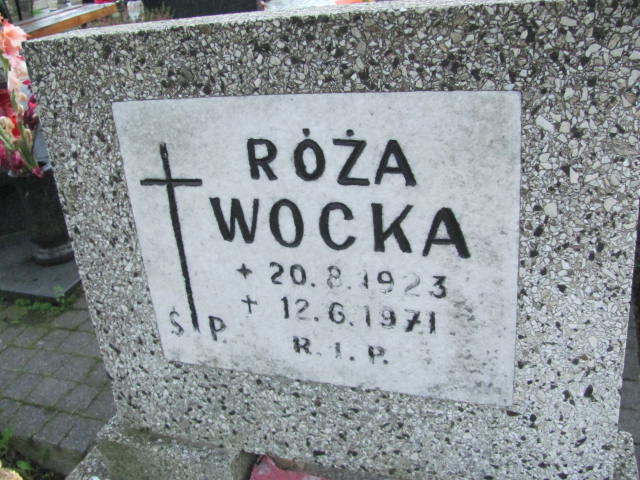 RÓŻA
WOCKA
+ 20.8.1923
+ 12.6.1971
Ś P.
R.I.P.